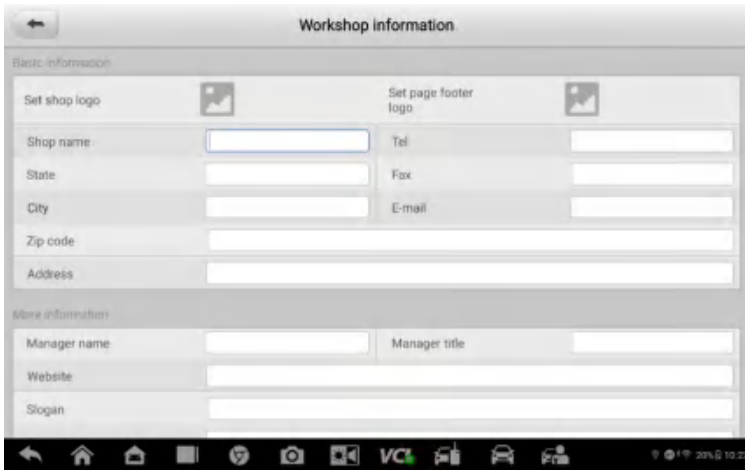 Workshop information
Basic information
Set shop logo
Set page footer
logo
Shop name
Tel
State
Fax
City
E-mail
Zip code
Address
More information
Manager name
Manager title
Website
Slogan
VCI
20%